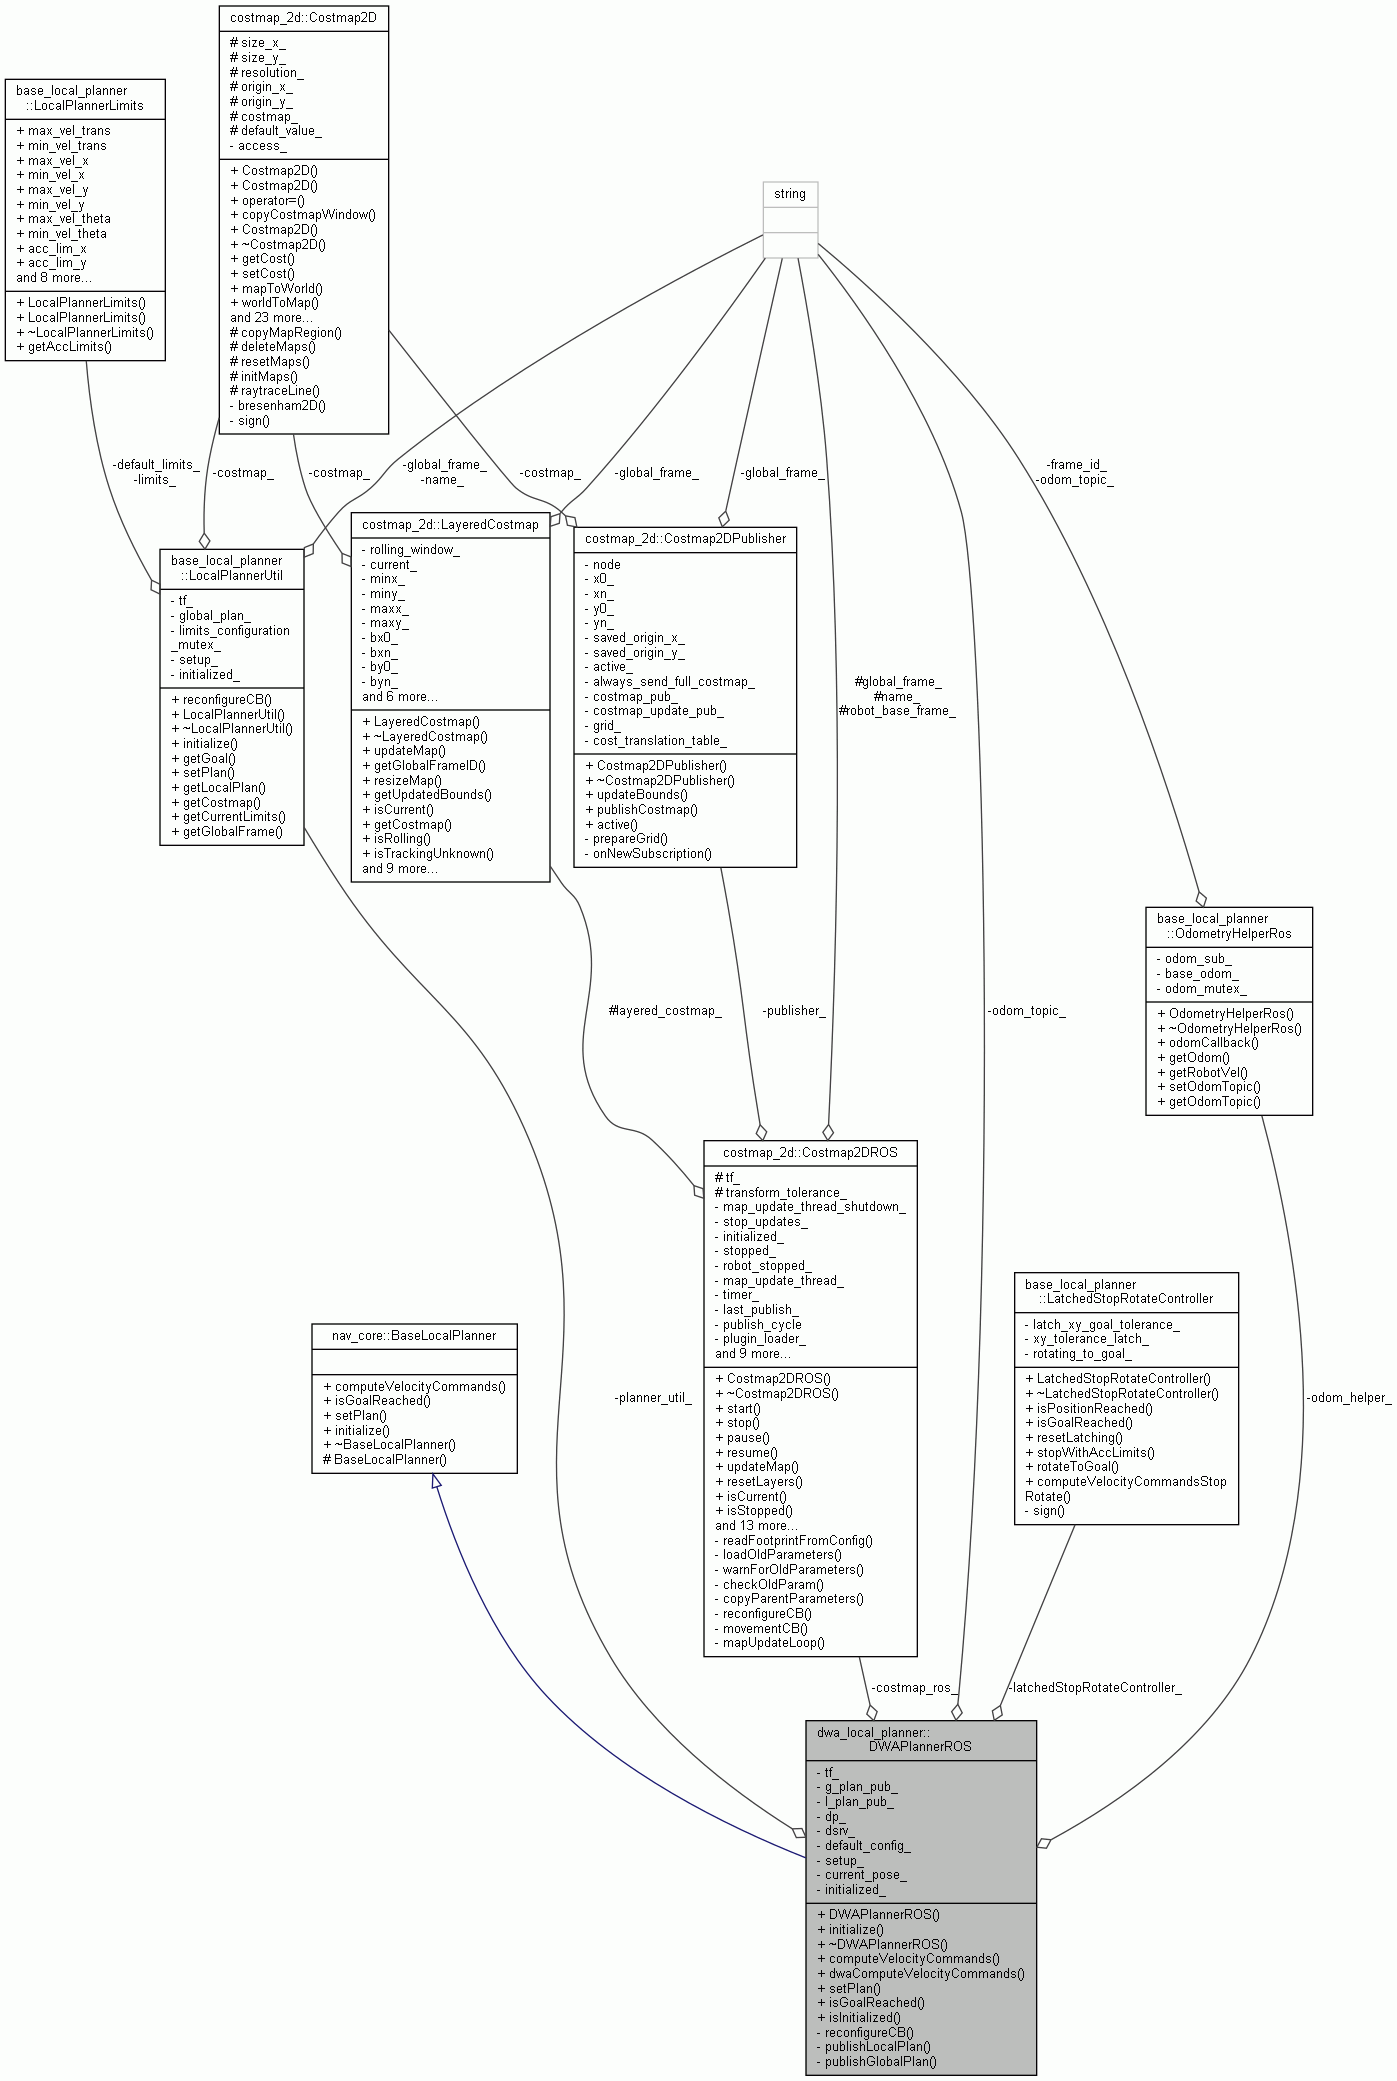 costmap_2d::Costmap2D
# size_x_
# size_y_
# resolution_
# origin_x_
# origin_y_
# costmap_
# default_value_
- access_
+ Costmap2D()
+ Costmap2D()
+ operator=()
+ copyCostmapWindow()
+ Costmap2D()
+ ~Costmap2D()
+ getCost()
+ setCost()
+ mapToWorld()
+ worldToMap()
and 23 more...
# copyMapRegion()
# deleteMaps()
# resetMaps()
# initMaps()
# raytraceLine()
- bresenham2D()
- sign()
base_local_planner
::LocalPlannerLimits
+ max_vel_trans
+ min_vel_trans
+ max_vel_x
+ min_vel_x
+ max_vel_y
+ min_vel_y
+ max_vel_theta
+ min_vel_theta
+ acc_lim_x
+ acc_lim_y
and 8 more...
+ LocalPlannerLimits()
+ LocalPlannerLimits()
+ ~LocalPlannerLimits()
+ getAccLimits()
string
-default_limits_
-limits_
-costmap_
-costmap_
-global_frame_
-name_
-costmap_
-global_frame_
-global_frame_
-frame_id_
-odom_topic_
base_local_planner
::LocalPlannerUtil
- tf_
- global_plan_
- limits_configuration
_mutex_
- setup_
- initialized_
+ reconfigureCB()
+ LocalPlannerUtil()
+ ~LocalPlannerUtil()
+ initialize()
+ getGoal()
+ setPlan()
+ getLocalPlan()
+ getCostmap()
+ getCurrentLimits()
+ getGlobalFrame()
costmap_2d::LayeredCostmap
- rolling_window_
- current_
- minx_
- miny_
- maxx_
- maxy_
- bx0_
- bxn_
- by0_
- byn_
and 6 more...
+ LayeredCostmap()
+ ~LayeredCostmap()
+ updateMap()
+ getGlobalFrameID()
+ resizeMap()
+ getUpdatedBounds()
+ isCurrent()
+ getCostmap()
+ isRolling()
+ isTrackingUnknown()
and 9 more...
costmap_2d::Costmap2DPublisher
- node
- x0_
- xn_
- y0_
- yn_
- saved_origin_x_
- saved_origin_y_
- active_
- always_send_full_costmap_
- costmap_pub_
- costmap_update_pub_
- grid_
- cost_translation_table_
+ Costmap2DPublisher()
+ ~Costmap2DPublisher()
+ updateBounds()
+ publishCostmap()
+ active()
- prepareGrid()
- onNewSubscription()
#global_frame_
#name_
#robot_base_frame_
base_local_planner
::OdometryHelperRos
- odom_sub_
- base_odom_
- odom_mutex_
+ OdometryHelperRos()
+ ~OdometryHelperRos()
+ odomCallback()
+ getOdom()
+ getRobotVel()
+ setOdomTopic()
+ getOdomTopic()
#layered_costmap_
-publisher_
-odom_topic_
costmap_2d::Costmap2DROS
# tf_
# transform_tolerance_
- map_update_thread_shutdown_
- stop_updates_
- initialized_
- stopped_
- robot_stopped_
- map_update_thread_
- timer_
- last_publish_
- publish_cycle
- plugin_loader_
and 9 more...
+ Costmap2DROS()
+ ~Costmap2DROS()
+ start()
+ stop()
+ pause()
+ resume()
+ updateMap()
+ resetLayers()
+ isCurrent()
+ isStopped()
and 13 more...
- readFootprintFromConfig()
- loadOldParameters()
- warnForOldParameters()
- checkOldParam()
- copyParentParameters()
- reconfigureCB()
- movementCB()
- mapUpdateLoop()
base_local_planner
::LatchedStopRotateController
- latch_xy_goal_tolerance_
- xy_tolerance_latch_
- rotating_to_goal_
+ LatchedStopRotateController()
+ ~LatchedStopRotateController()
+ isPositionReached()
+ isGoalReached()
+ resetLatching()
+ stopWithAccLimits()
+ rotateToGoal()
+ computeVelocityCommandsStop
Rotate()
- sign()
nav_core::BaseLocalPlanner
+ computeVelocityCommands()
+ isGoalReached()
+ setPlan()
+ initialize()
+ ~BaseLocalPlanner()
# BaseLocalPlanner()
-planner_util_
-odom_helper_
-costmap_ros_
-latchedStopRotateController_
dwa_local_planner::
DWAPlannerROS
- tf_
- g_plan_pub_
- l_plan_pub_
- dp_
- dsrv_
- default_config_
- setup_
- current_pose_
- initialized_
+ DWAPlannerROS()
+ initialize()
+ ~DWAPlannerROS()
+ computeVelocityCommands()
+ dwaComputeVelocityCommands()
+ setPlan()
+ isGoalReached()
+ isInitialized()
- reconfigureCB()
- publishLocalPlan()
- publishGlobalPlan()